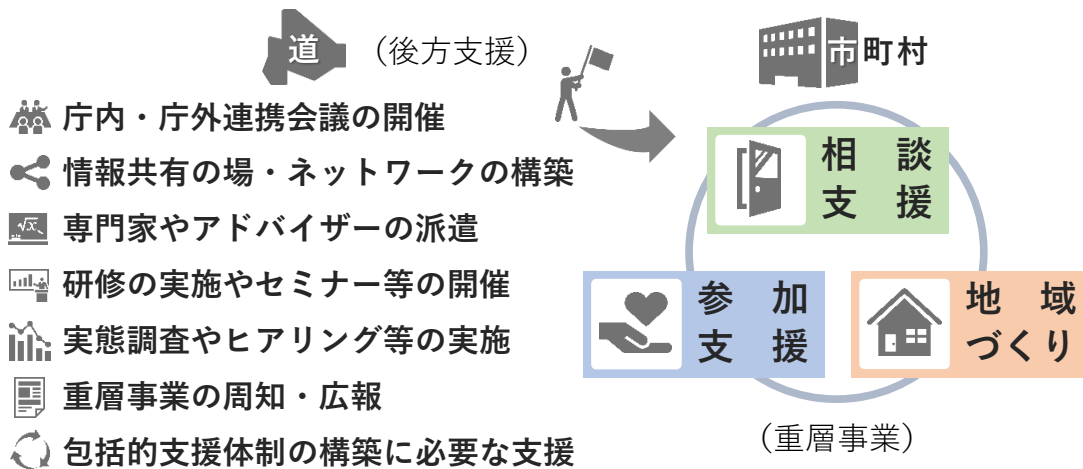 道
（後方支援）
庁内・庁外連携会議の開催
情報共有の場・ネットワークの構築
専門家やアドバイザーの派遣
研修の実施やセミナー等の開催
実態調査やヒアリング等の実施
重層事業の周知・広報
包括的支援体制の構築に必要な支援
市町村
相談
支援
参加
支援
地域
づくり
（重層事業）